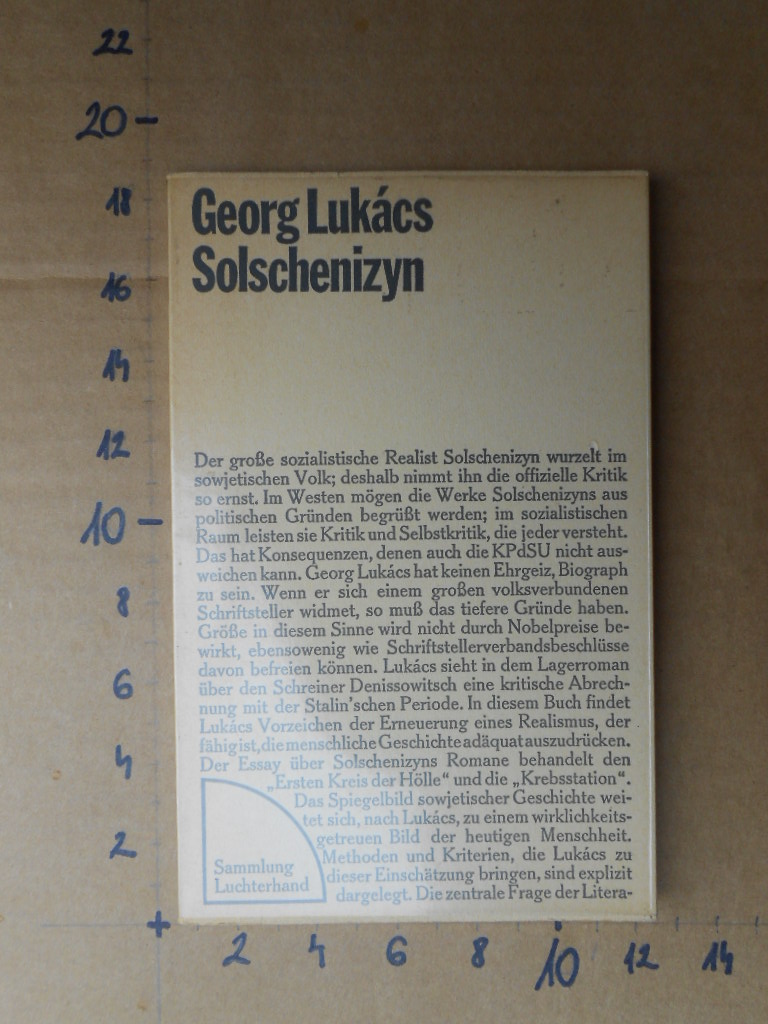 22
20
18
16
14
12
10
8
6
4
2
Georg Lukács
Solschenizyn
Der große sozialistische Realist Solschenizyn wurzelt im
sowjetischen Volk; deshalb nimmt ihn die offizielle Kritik
so ernst. Im Westen mögen die Werke Solschenizyns aus
politischen Gründen begrüßt werden; im sozialistischen
Raum leisten sie Kritik und Selbstkritik, die jeder versteht.
Das hat Konsequenzen, denen auch die KPdSU nicht aus-
weichen kann. Georg Lukács hat keinen Ehrgeiz, Biograph
zu sein. Wenn er sich einem großen volksverbundenen
Schriftsteller widmet, so muß das tiefere Gründe haben.
Größe in diesem Sinne wird nicht durch Nobelpreise be-
wirkt, ebensowenig wie Schriftstellerverbandsbeschlüsse
davon befreien können. Lukács sieht in dem Lagerroman
über den Schreiner Denissowitsch eine kritische Abrech-
nung mit der Stalin'schen Periode. In diesem Buch findet
Lukács Vorzeichen der Erneuerung eines Realismus, der
fähig ist, die menschliche Geschichte adäquat auszudrücken.
Der Essay über Solschenizyns Romane behandelt den
„Ersten Kreis der Hölle“ und die „Krebsstation“.
Das Spiegelbild sowjetischer Geschichte wei-
tet sich, nach Lukács, zu einem wirklichkeits-
getreuen Bild der heutigen Menschheit.
Methoden und Kriterien, die Lukács zu
dieser Einschätzung bringen, sind explizit
dargelegt. Die zentrale Frage der Litera-
Sammlung
Luchterhand
2 4 6 8 10 12 14